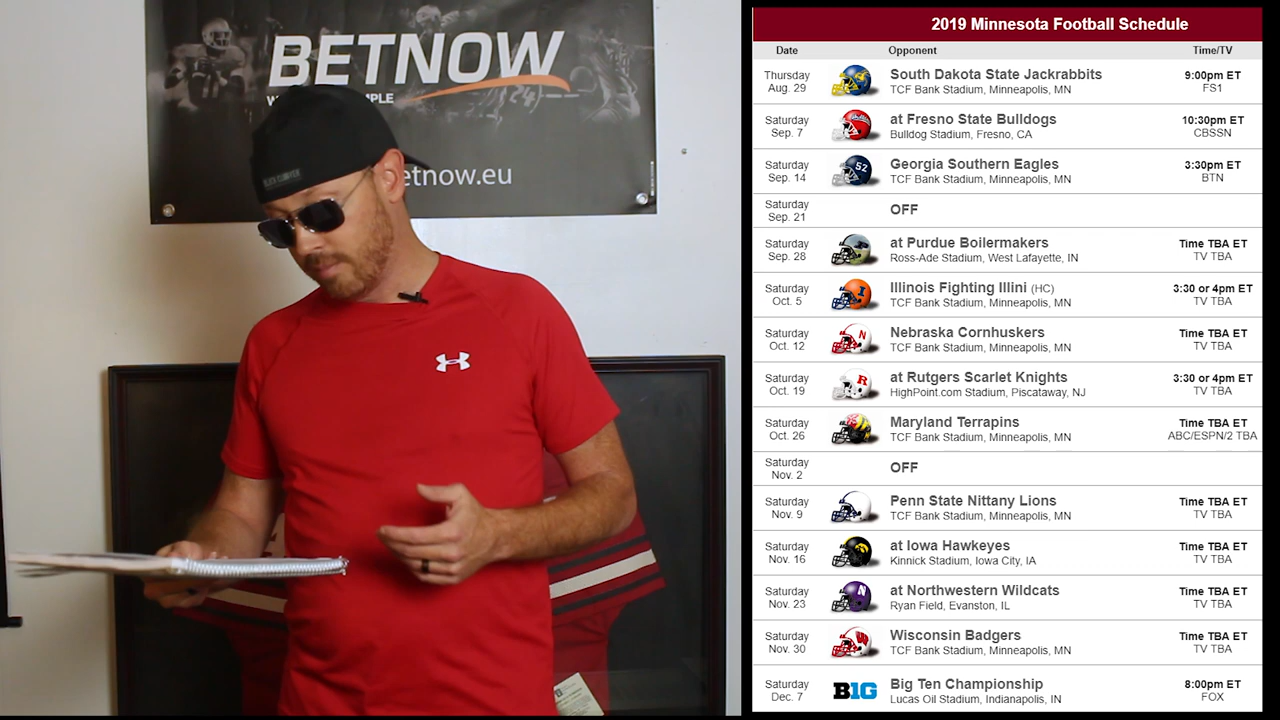 BETNOW
etnow.eu
2019 Minnesota Football Schedule
Date Opponent Time/TV
Thursday Aug. 29
South Dakota State Jackrabbits
TCF Bank Stadium, Minneapolis, MN
9:00pm ET
FS1
Saturday Sep. 7
at Fresno State Bulldogs
Bulldog Stadium, Fresno, CA
10:30pm ET
CBSSN
Saturday Sep. 14
Georgia Southern Eagles
TCF Bank Stadium, Minneapolis, MN
3:30pm ET
BTN
Saturday Sep. 21
OFF
Saturday Sep. 28
at Purdue Boilermakers
Ross-Ade Stadium, West Lafayette, IN
Time TBA ET
TV TBA
Saturday Oct. 5
Illinois Fighting Illini (HC)
TCF Bank Stadium, Minneapolis, MN
3:30 or 4pm ET
TV TBA
Saturday Oct. 12
Nebraska Cornhuskers
TCF Bank Stadium, Minneapolis, MN
Time TBA ET
TV TBA
Saturday Oct. 19
at Rutgers Scarlet Knights
HighPoint.com Stadium, Piscataway, NJ
3:30 or 4pm ET
TV TBA
Saturday Oct. 26
Maryland Terrapins
TCF Bank Stadium, Minneapolis, MN
Time TBA ET
ABC/ESPN/2 TBA
Saturday Nov. 2
OFF
Saturday Nov. 9
Penn State Nittany Lions
TCF Bank Stadium, Minneapolis, MN
Time TBA ET
TV TBA
Saturday Nov. 16
at Iowa Hawkeyes
Kinnick Stadium, Iowa City, IA
Time TBA ET
TV TBA
Saturday Nov. 23
at Northwestern Wildcats
Ryan Field, Evanston, IL
Time TBA ET
TV TBA
Saturday Nov. 30
Wisconsin Badgers
TCF Bank Stadium, Minneapolis, MN
Time TBA ET
TV TBA
Saturday Dec. 7
B1G
Big Ten Championship
Lucas Oil Stadium, Indianapolis, IN
8:00pm ET
FOX